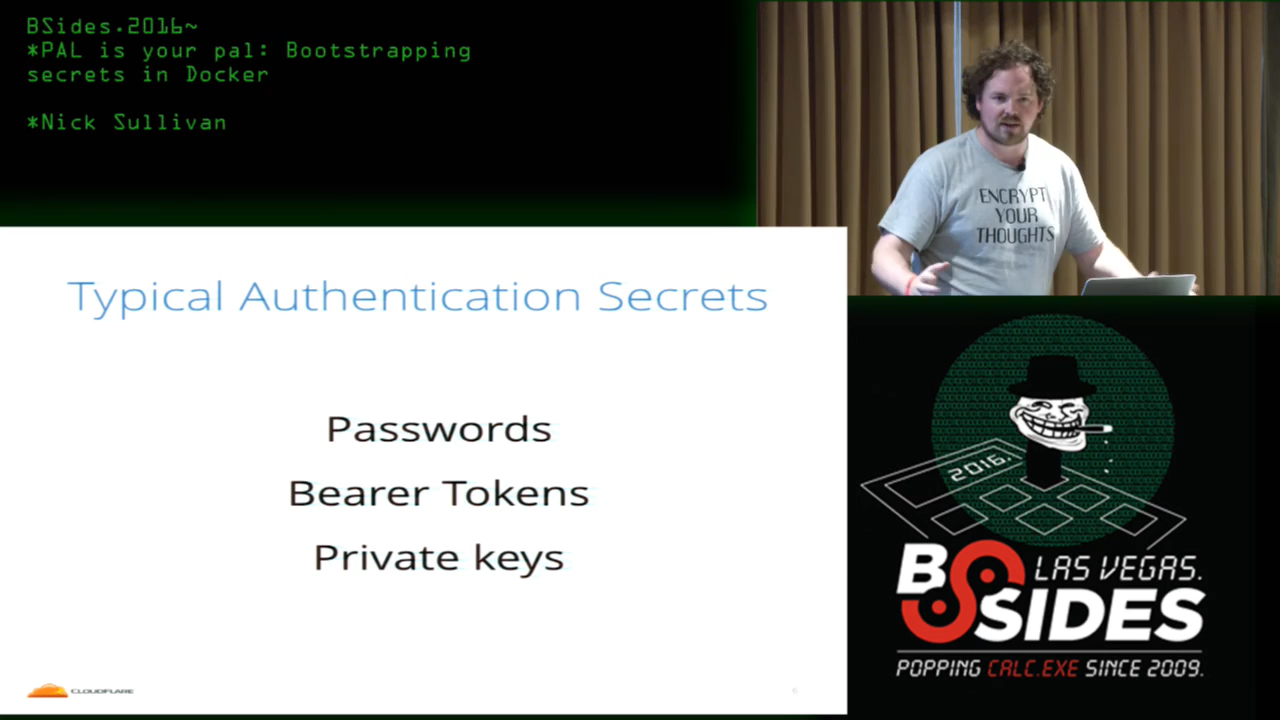 BSides.2016~
*PAL is your pal: Bootstrapping
secrets in Docker
*Nick Sullivan
ENCRYPT
YOUR
THOUGHTS
Typical Authentication Secrets
Passwords
Bearer Tokens
Private keys
CLOUDFLARE
2016.
BSIDES
LAS VEGAS.
POPPING CALC.EXE SINCE 2009.